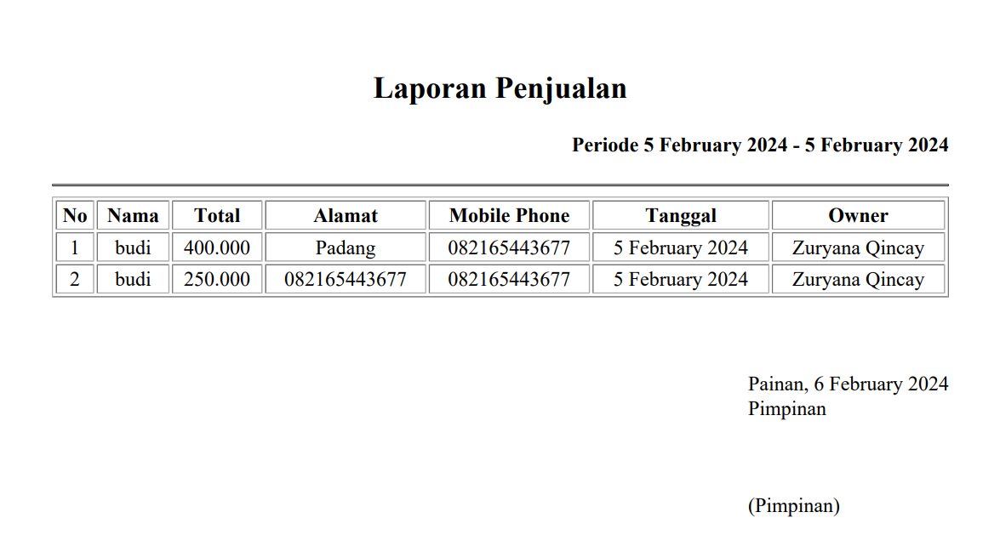 Laporan Penjualan
Periode 5 February 2024 - 5 February 2024
No Nama Total Alamat Mobile Phone Tanggal Owner
1 budi 400.000 Padang 082165443677 5 February 2024 Zuryana Qincay
2 budi 250.000 082165443677 082165443677 5 February 2024 Zuryana Qincay
Painan, 6 February 2024
Pimpinan
(Pimpinan)